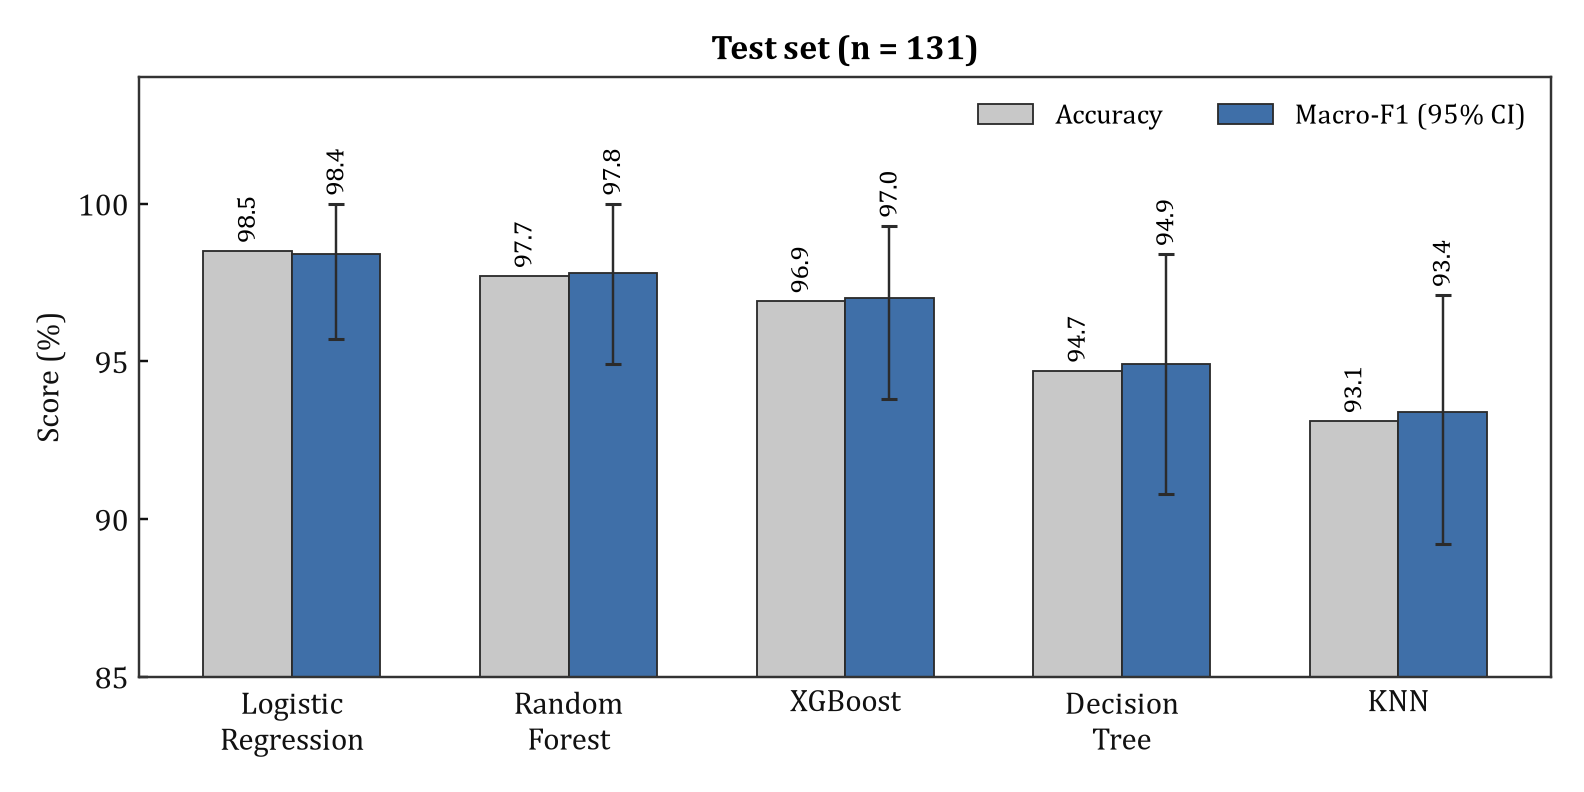 Test set (n = 131)
Accuracy
Macro-F1 (95% CI)
Score (%)
100
95
90
85
98.5
98.4
97.7
97.8
96.9
97.0
94.7
94.9
93.1
93.4
Logistic
Regression
Random
Forest
XGBoost
Decision
Tree
KNN